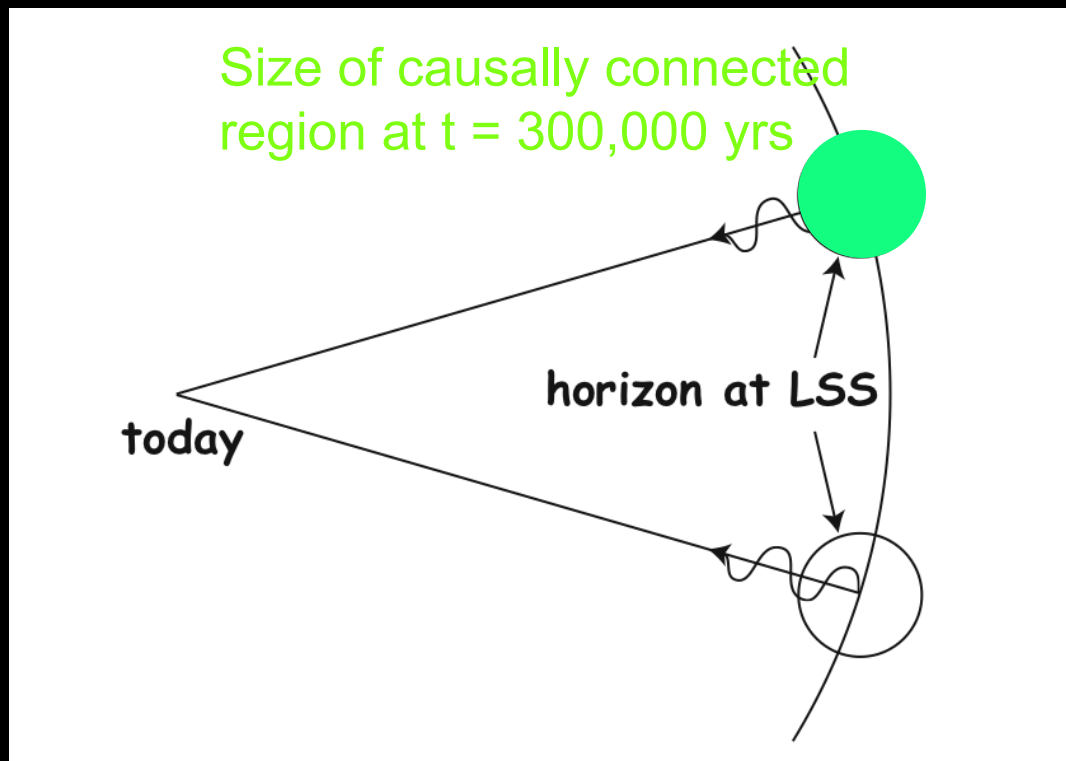 Size of causally connected
region at t = 300,000 yrs
horizon at LSS
today